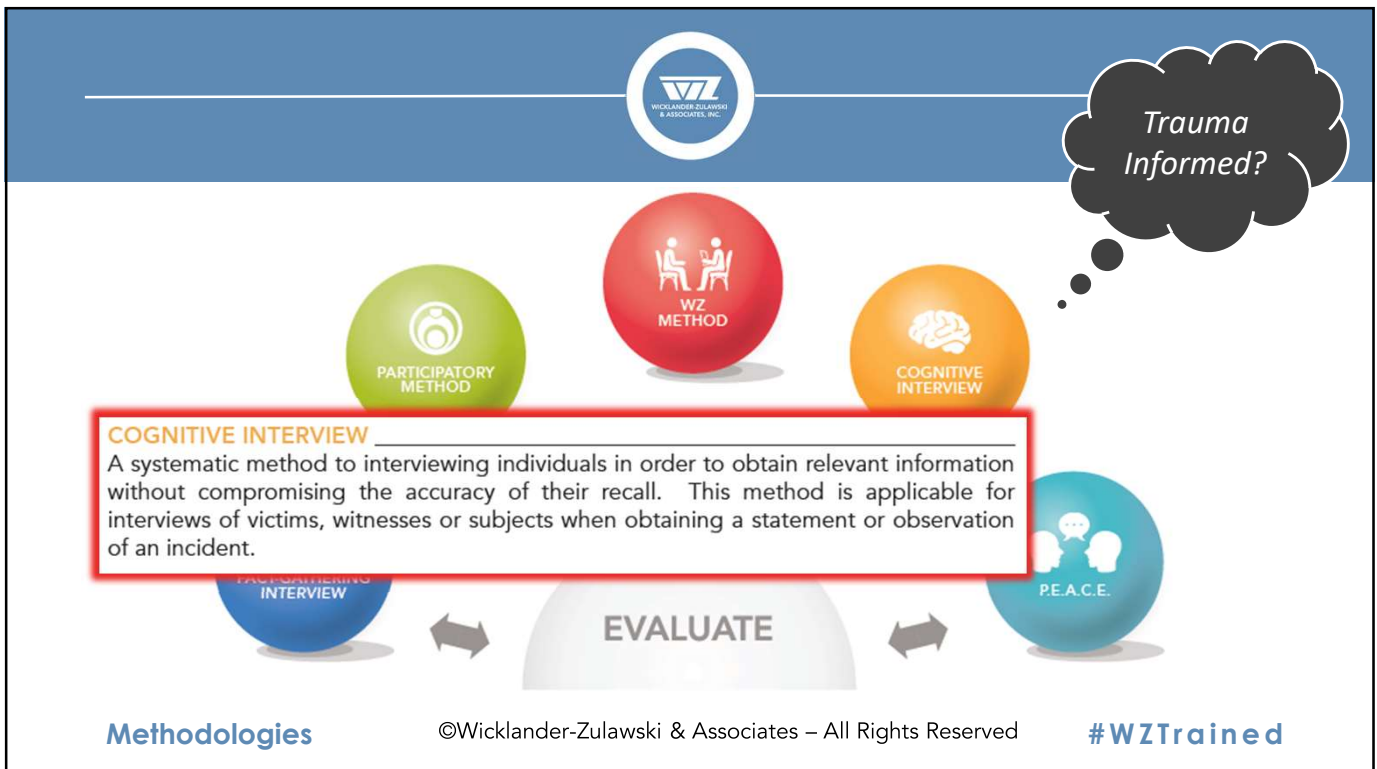 WZ
WICKLANDER-ZULAWSKI
& ASSOCIATES, INC.
Trauma
Informed?
WZ
METHOD
PARTICIPATORY
METHOD
COGNITIVE
INTERVIEW
COGNITIVE INTERVIEW
A systematic method to interviewing individuals in order to obtain relevant information
without compromising the accuracy of their recall. This method is applicable for
interviews of victims, witnesses or subjects when obtaining a statement or observation
of an incident.
FACT-GATHERING
INTERVIEW
EVALUATE
P.E.A.C.E.
Methodologies
©Wicklander-Zulawski & Associates – All Rights Reserved
#WZTrained